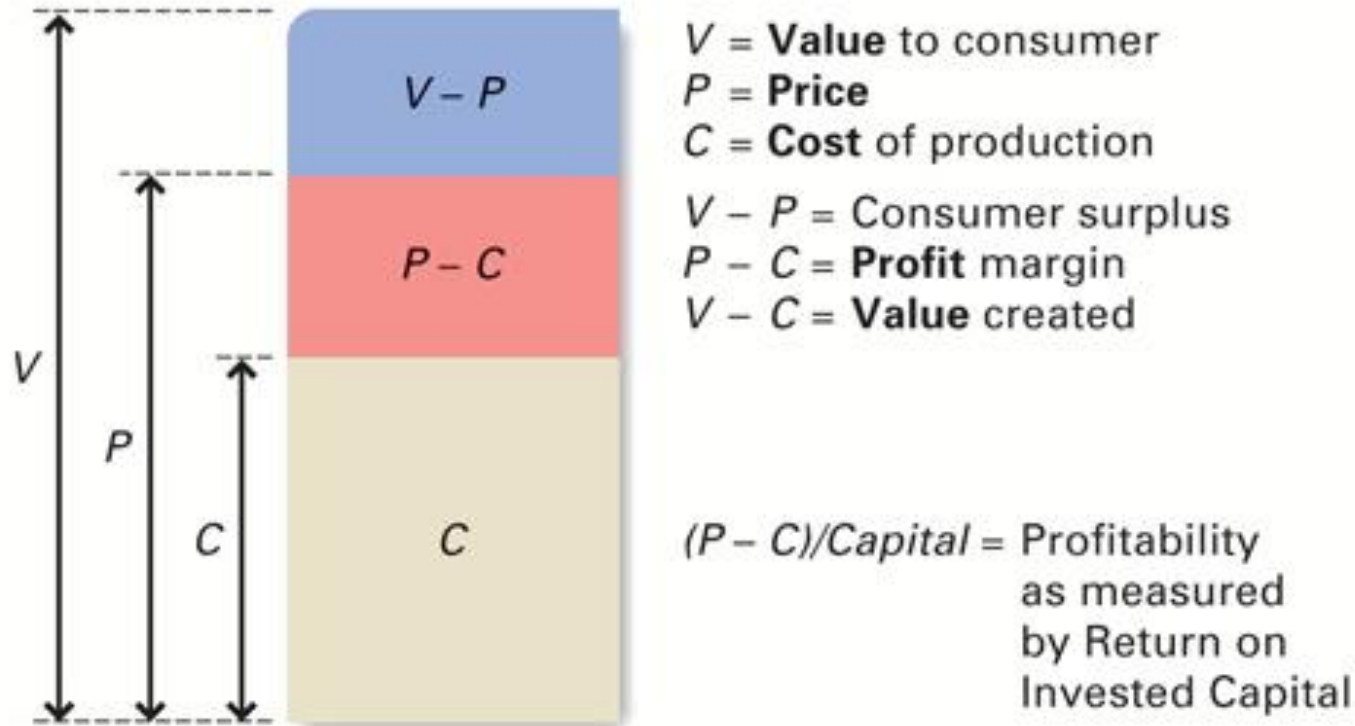 V – P
P – C
C
V
P
C
V = Value to consumer
P = Price
C = Cost of production
V – P = Consumer surplus
P – C = Profit margin
V – C = Value created
(P – C)/Capital = Profitability
as measured
by Return on
Invested Capital